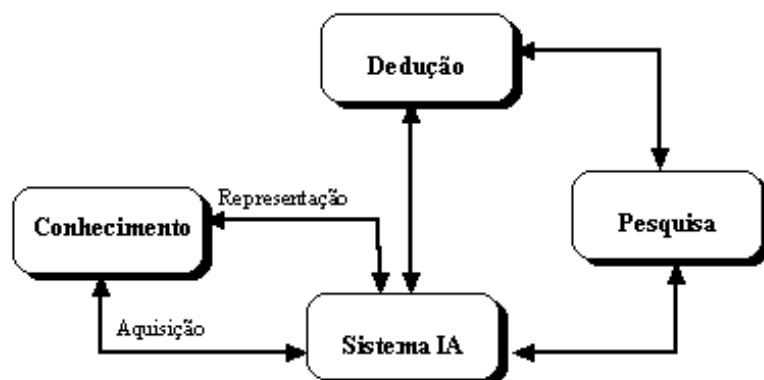 Dedução
Representação
Conhecimento
Pesquisa
Aquisição
Sistema IA